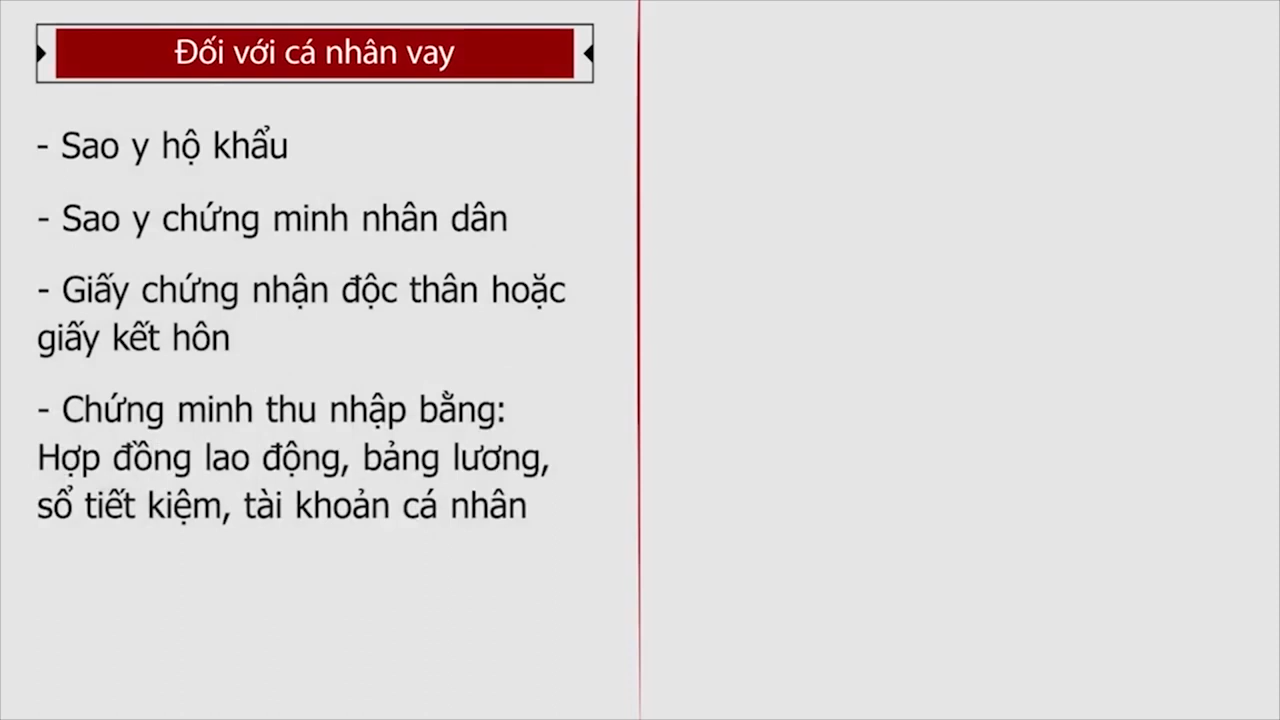 Đối với cá nhân vay
- Sao y hộ khẩu
- Sao y chứng minh nhân dân
- Giấy chứng nhận độc thân hoặc
giấy kết hôn
- Chứng minh thu nhập bằng:
Hợp đồng lao động, bảng lương,
sổ tiết kiệm, tài khoản cá nhân